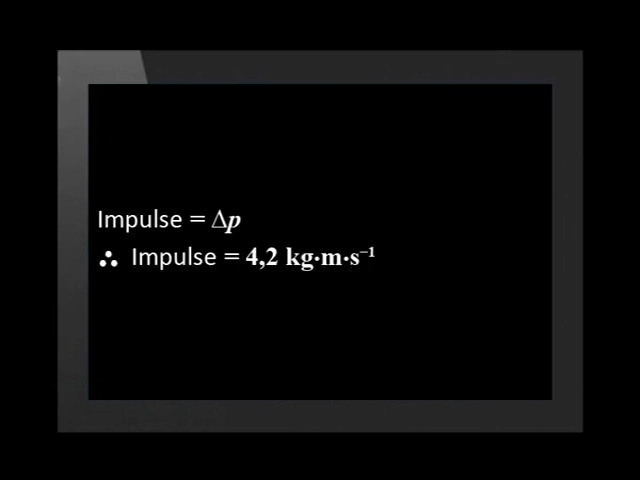 Impulse = Δp
∴ Impulse = 4,2 kg·m·s⁻¹